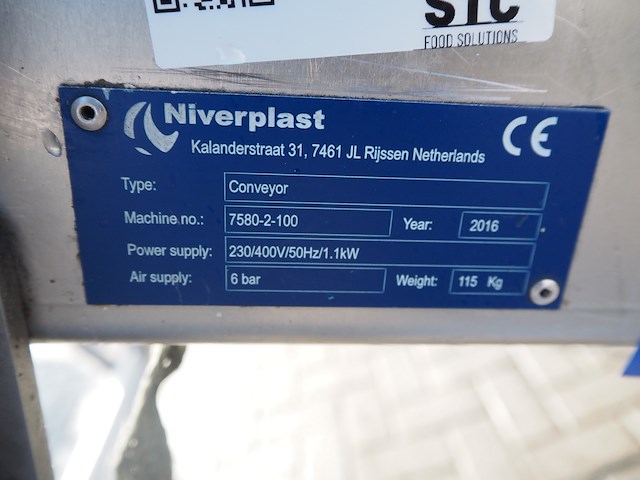 STC
FOOD SOLUTIONS
Niverplast
Kalanderstraat 31, 7461 JL Rijssen Netherlands
CE
Type: Conveyor
Machine no.: 7580-2-100 Year: 2016
Power supply: 230/400V/50Hz/1.1kW
Air supply: 6 bar Weight: 115 Kg